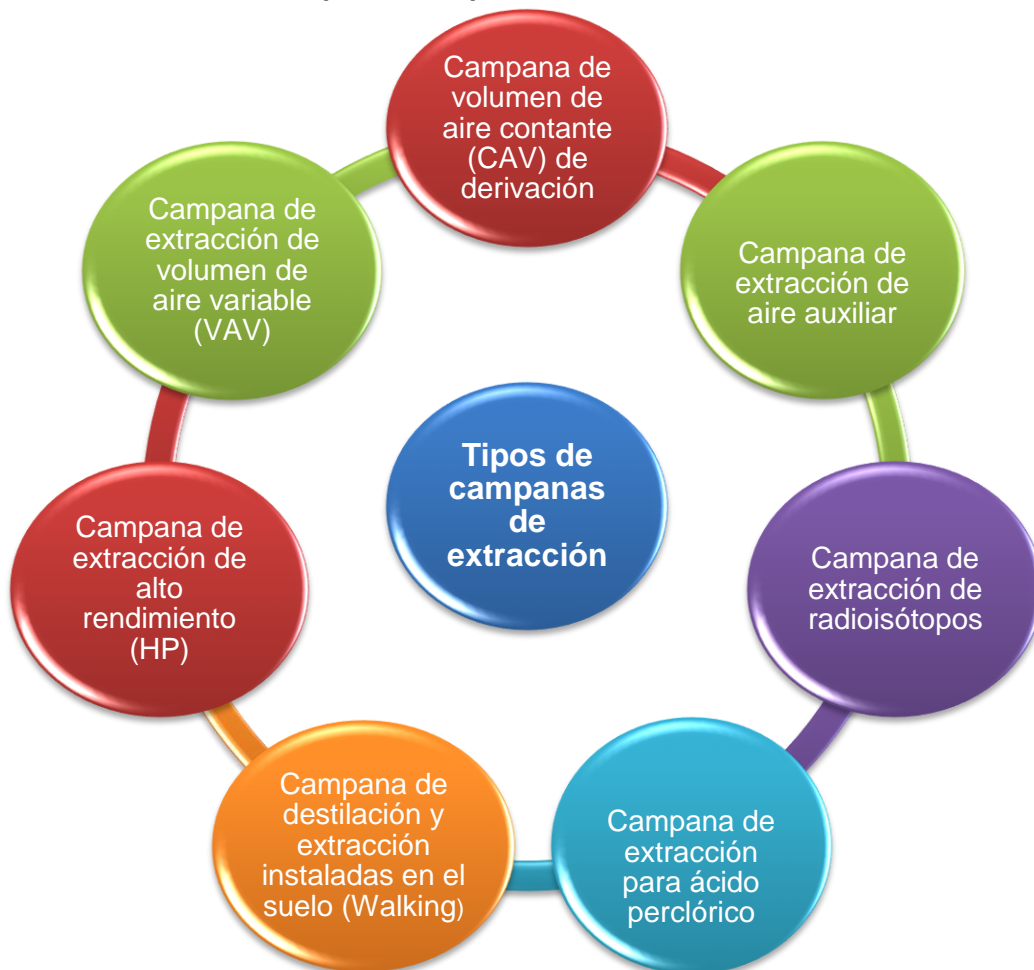 Campana de
volumen de
aire contante
(CAV) de
derivación
Campana de
extracción de
aire auxiliar
Campana de
extracción de
radioisótopos
Campana de
extracción
para ácido
perclórico
Campana de
destilación y
extracción
instaladas en el
suelo (Walking)
Campana de
extracción de
alto
rendimiento
(HP)
Campana de
extracción de
volumen de
aire variable
(VAV)
Tipos de
campanas
de
extracción